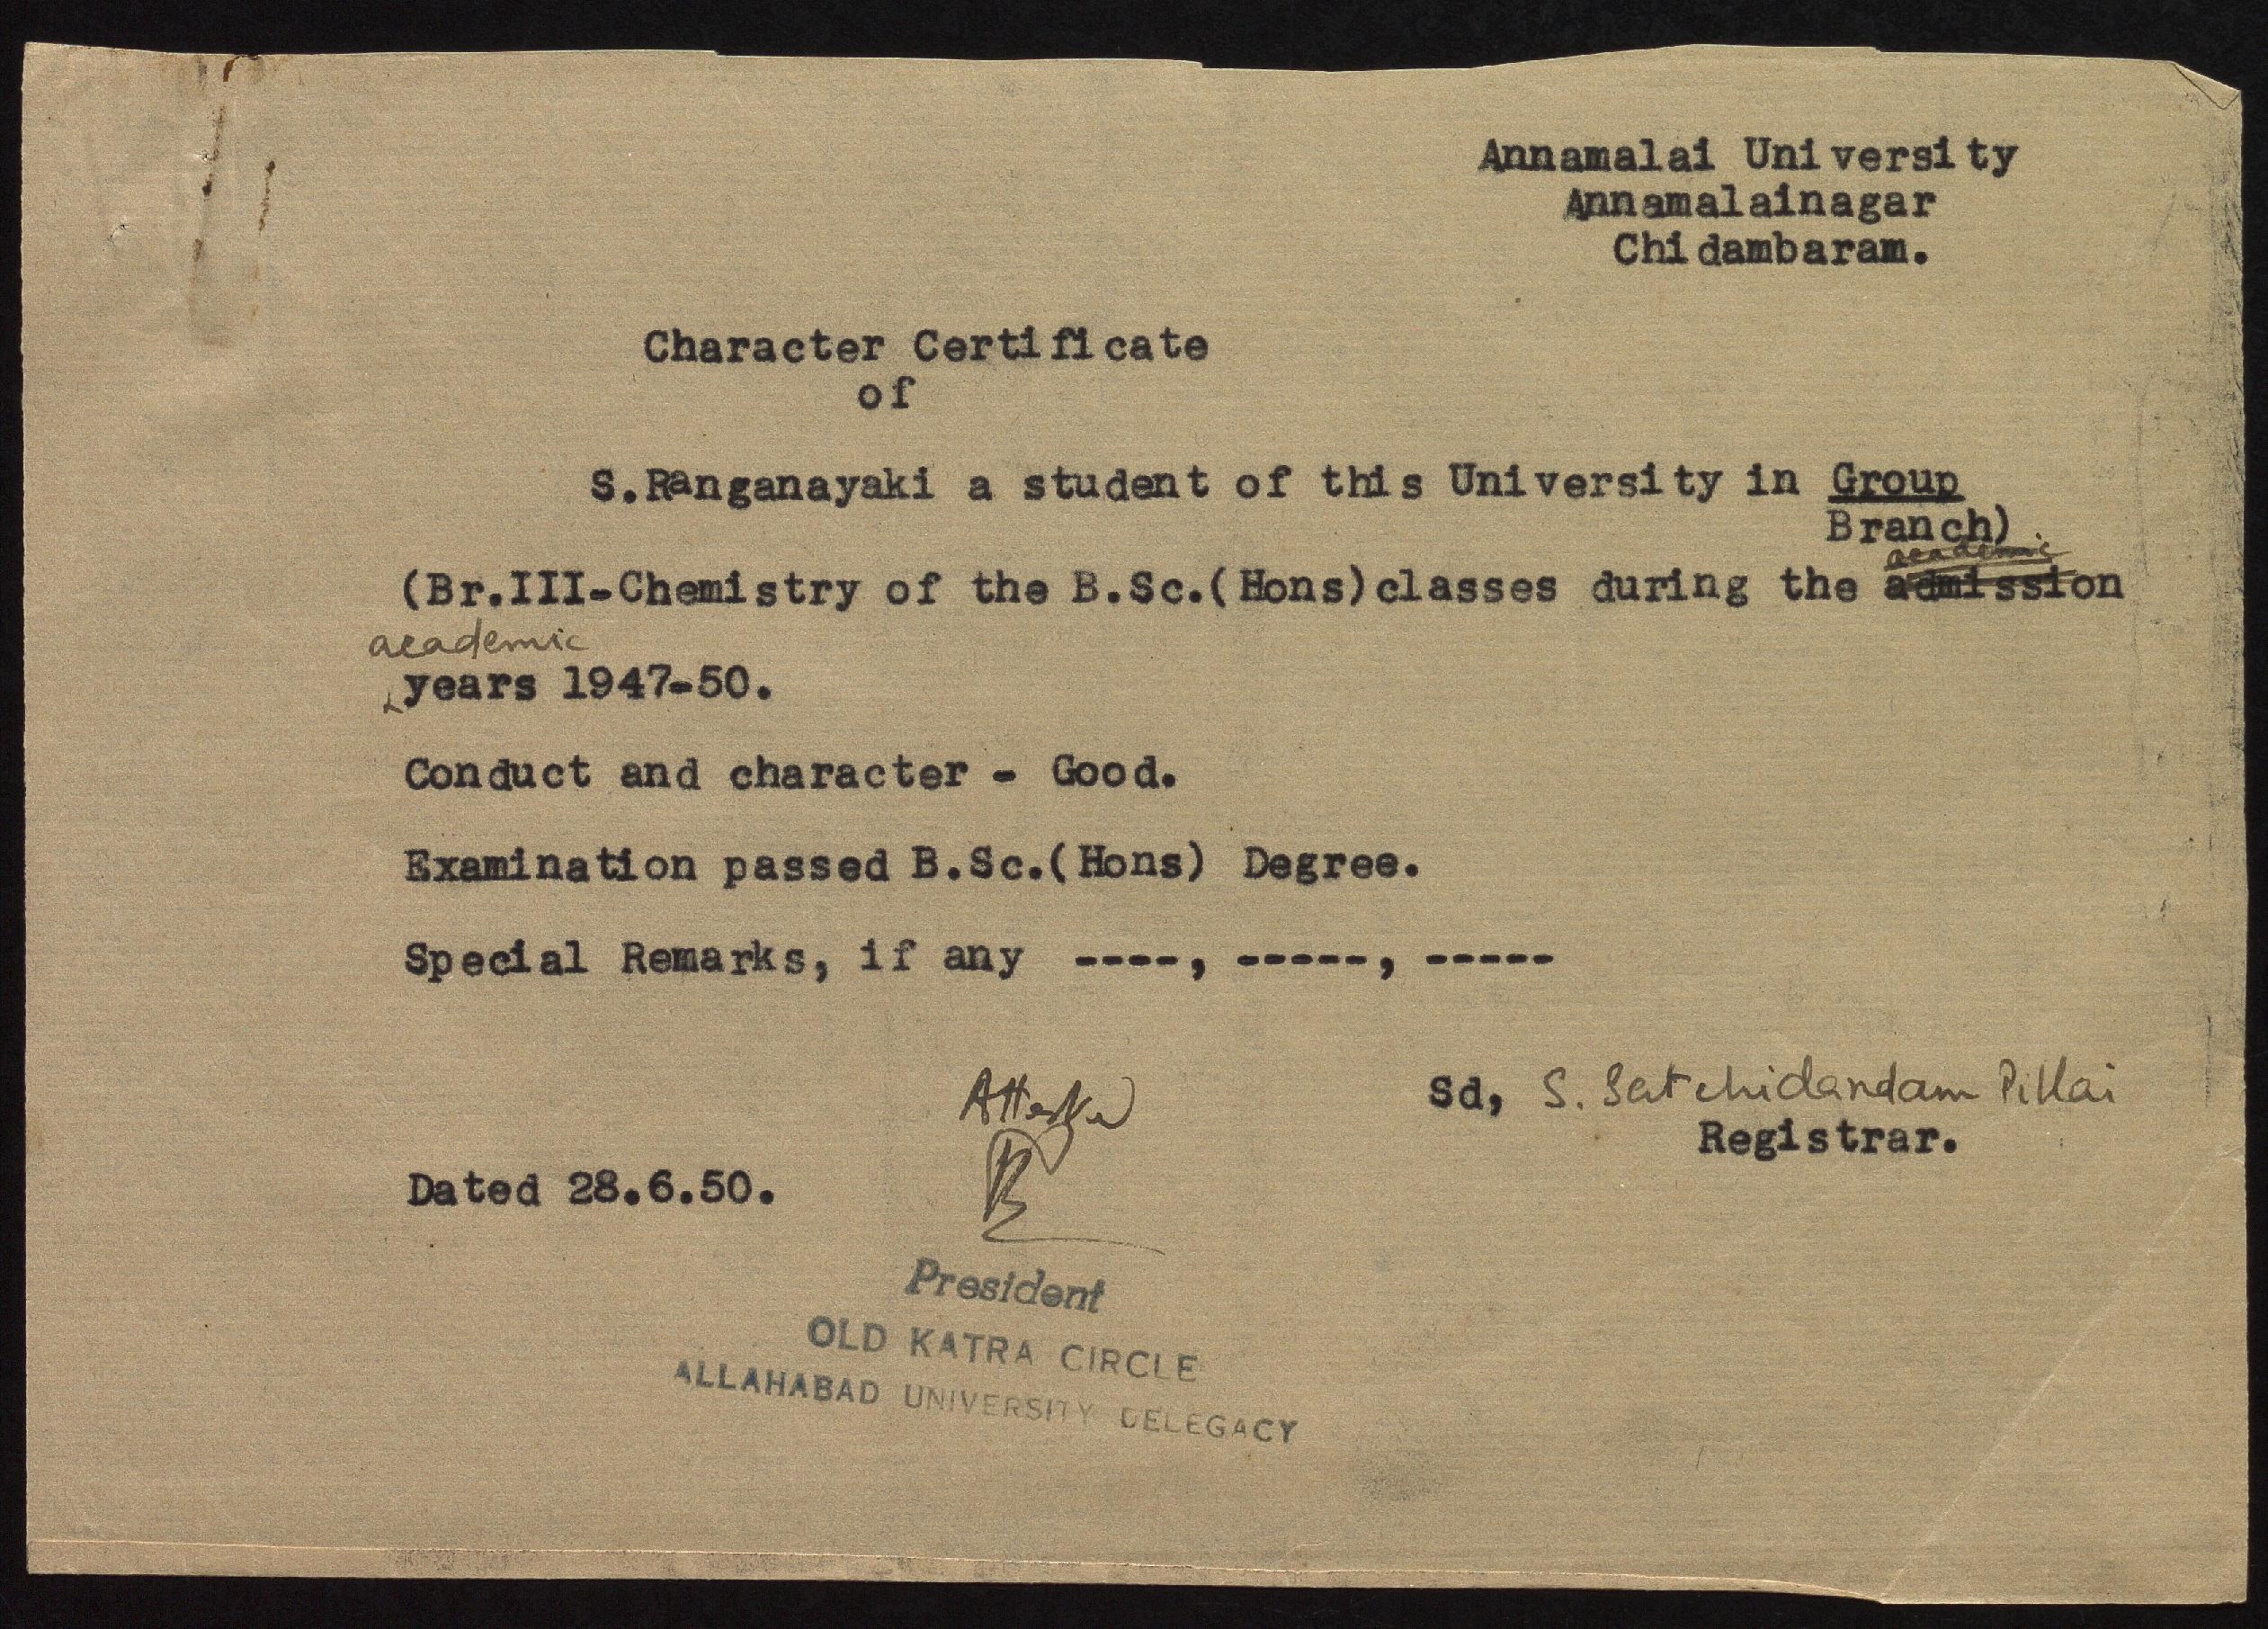 Annamalai University
Annamalainagar
Chidambaram.
Character Certificate
of
S.Ranganayaki a student of this University in Group
Branch)
academic
(Br.III-Chemistry of the B.Sc.(Hons)classes during the admission
academic
years 1947-50.
Conduct and character - Good.
Examination passed B.Sc.(Hons) Degree.
Special Remarks, if any ----, -----, -----
Attested
Sd, S. Satchidandam Pillai
Registrar.
Dated 28.6.50.
President
OLD KATRA CIRCLE
ALLAHABAD UNIVERSITY DELEGACY